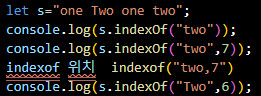 let s="one Two one two";
console.log(s.indexOf("two"));
console.log(s.indexOf("two",7));
indexof 위치  indexof("two,7")
console.log(s.indexOf("Two",6));